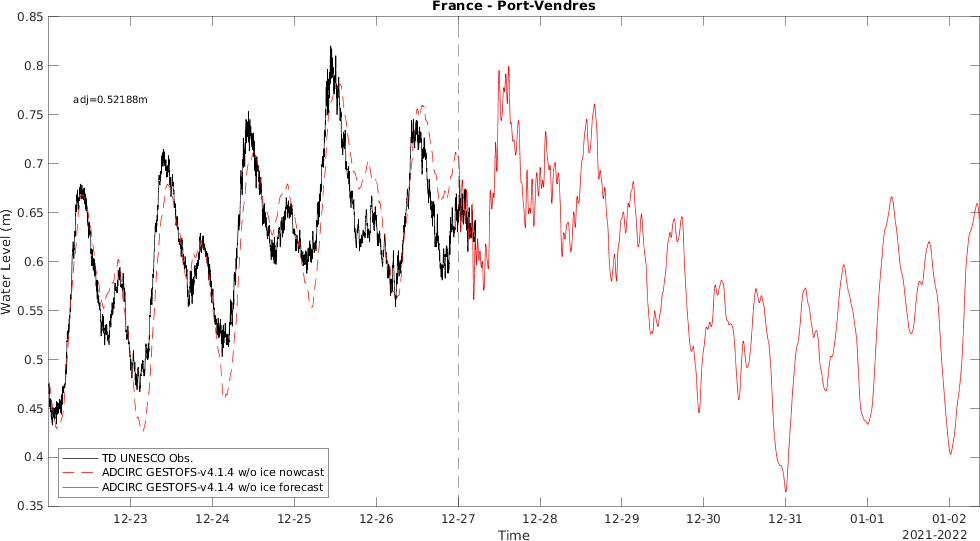 France - Port-Vendres
0.85
0.8
0.75
0.7
0.65
0.6
0.55
0.5
0.45
0.4
0.35
Water Level (m)
adj=0.52188m
TD UNESCO Obs.
ADCIRC GESTOFS-v4.1.4 w/o ice nowcast
ADCIRC GESTOFS-v4.1.4 w/o ice forecast
12-23 12-24 12-25 12-26 12-27 12-28 12-29 12-30 12-31 01-01 01-02
Time
2021-2022